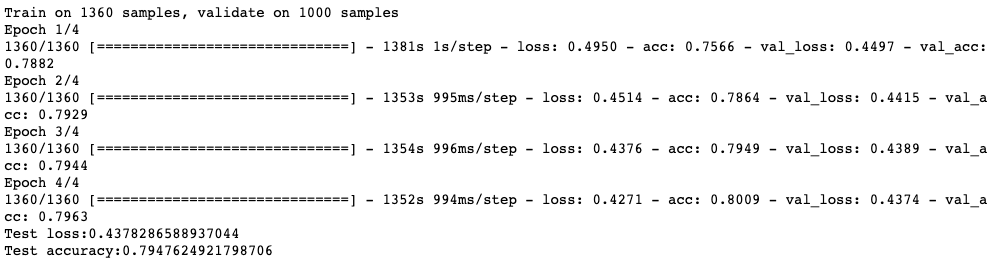 Train on 1360 samples, validate on 1000 samples
Epoch 1/4
1360/1360 [==============================] - 1381s 1s/step - loss: 0.4950 - acc: 0.7566 - val_loss: 0.4497 - val_acc:
0.7882
Epoch 2/4
1360/1360 [==============================] - 1353s 995ms/step - loss: 0.4514 - acc: 0.7864 - val_loss: 0.4415 - val_a
cc: 0.7929
Epoch 3/4
1360/1360 [==============================] - 1354s 996ms/step - loss: 0.4376 - acc: 0.7949 - val_loss: 0.4389 - val_a
cc: 0.7944
Epoch 4/4
1360/1360 [==============================] - 1352s 994ms/step - loss: 0.4271 - acc: 0.8009 - val_loss: 0.4374 - val_a
cc: 0.7963
Test loss:0.4378286588937044
Test accuracy:0.7947624921798706